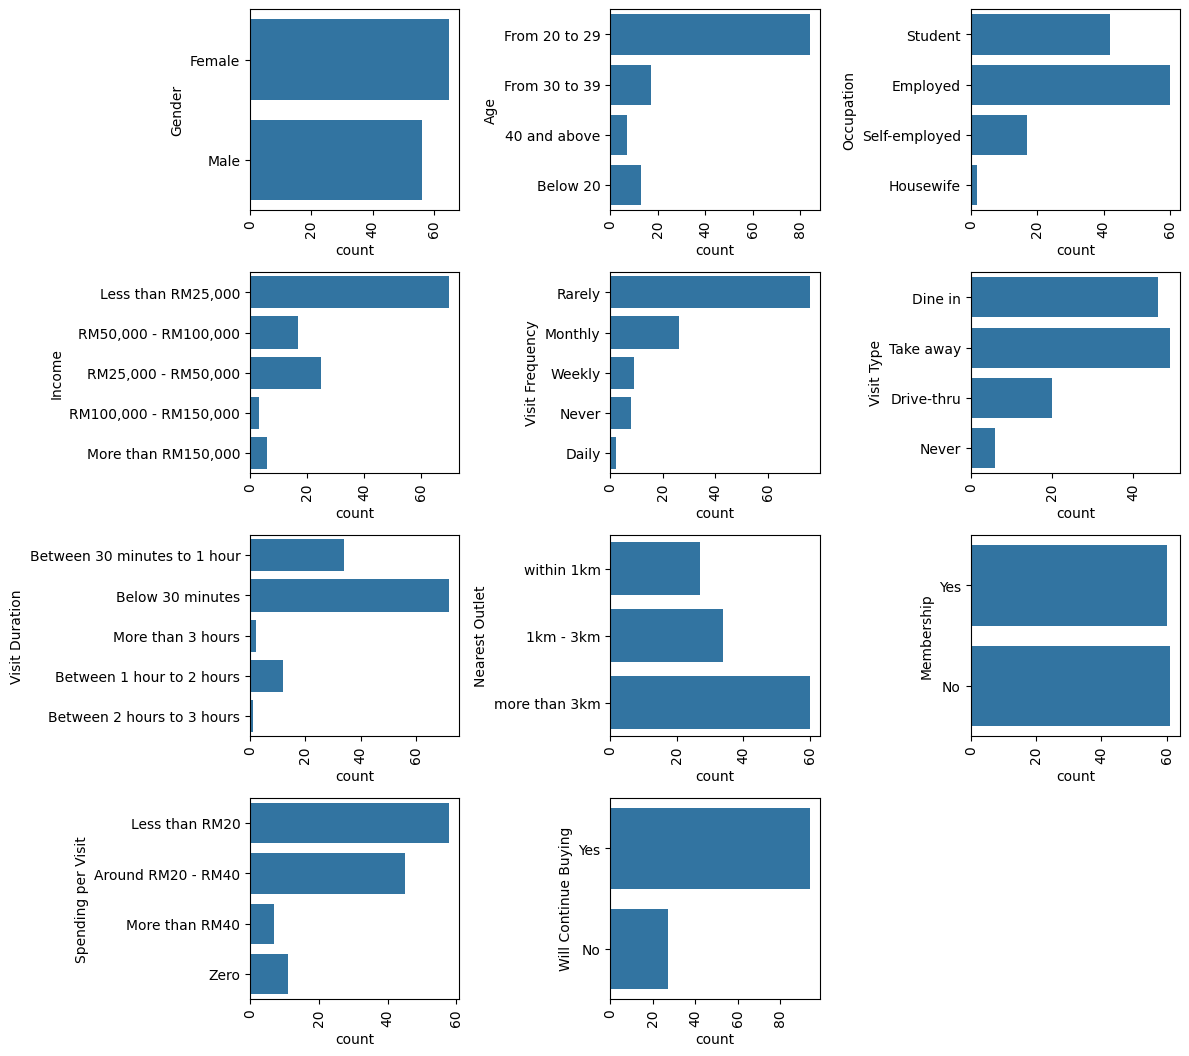 Gender
Female
Male
0 20 40 60
count
Age
From 20 to 29
From 30 to 39
40 and above
Below 20
0 20 40 60 80
count
Occupation
Student
Employed
Self-employed
Housewife
0 20 40 60
count
Income
Less than RM25,000
RM50,000 - RM100,000
RM25,000 - RM50,000
RM100,000 - RM150,000
More than RM150,000
0 20 40 60
count
Visit Frequency
Rarely
Monthly
Weekly
Never
Daily
0 20 40 60
count
Visit Type
Dine in
Take away
Drive-thru
Never
0 20 40
count
Visit Duration
Between 30 minutes to 1 hour
Below 30 minutes
More than 3 hours
Between 1 hour to 2 hours
Between 2 hours to 3 hours
0 20 40 60
count
Nearest Outlet
within 1km
1km - 3km
more than 3km
0 20 40 60
count
Membership
Yes
No
0 20 40 60
count
Spending per Visit
Less than RM20
Around RM20 - RM40
More than RM40
Zero
0 20 40 60
count
Will Continue Buying
Yes
No
0 20 40 60 80
count